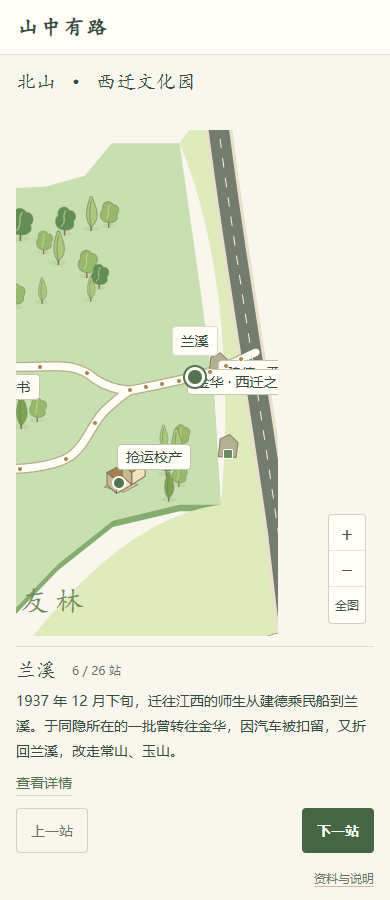 山中有路
北山 • 西迁文化园
兰溪
金华 · 西迁之
书
抢运校产
友林
+
−
全图
兰溪 6 / 26 站
1937 年 12 月下旬，迁往江西的师生从建德乘民船到兰
溪。于同隐所在的一批曾转往金华，因汽车被扣留，又折
回兰溪，改走常山、玉山。
查看详情
上一站
下一站
资料与说明